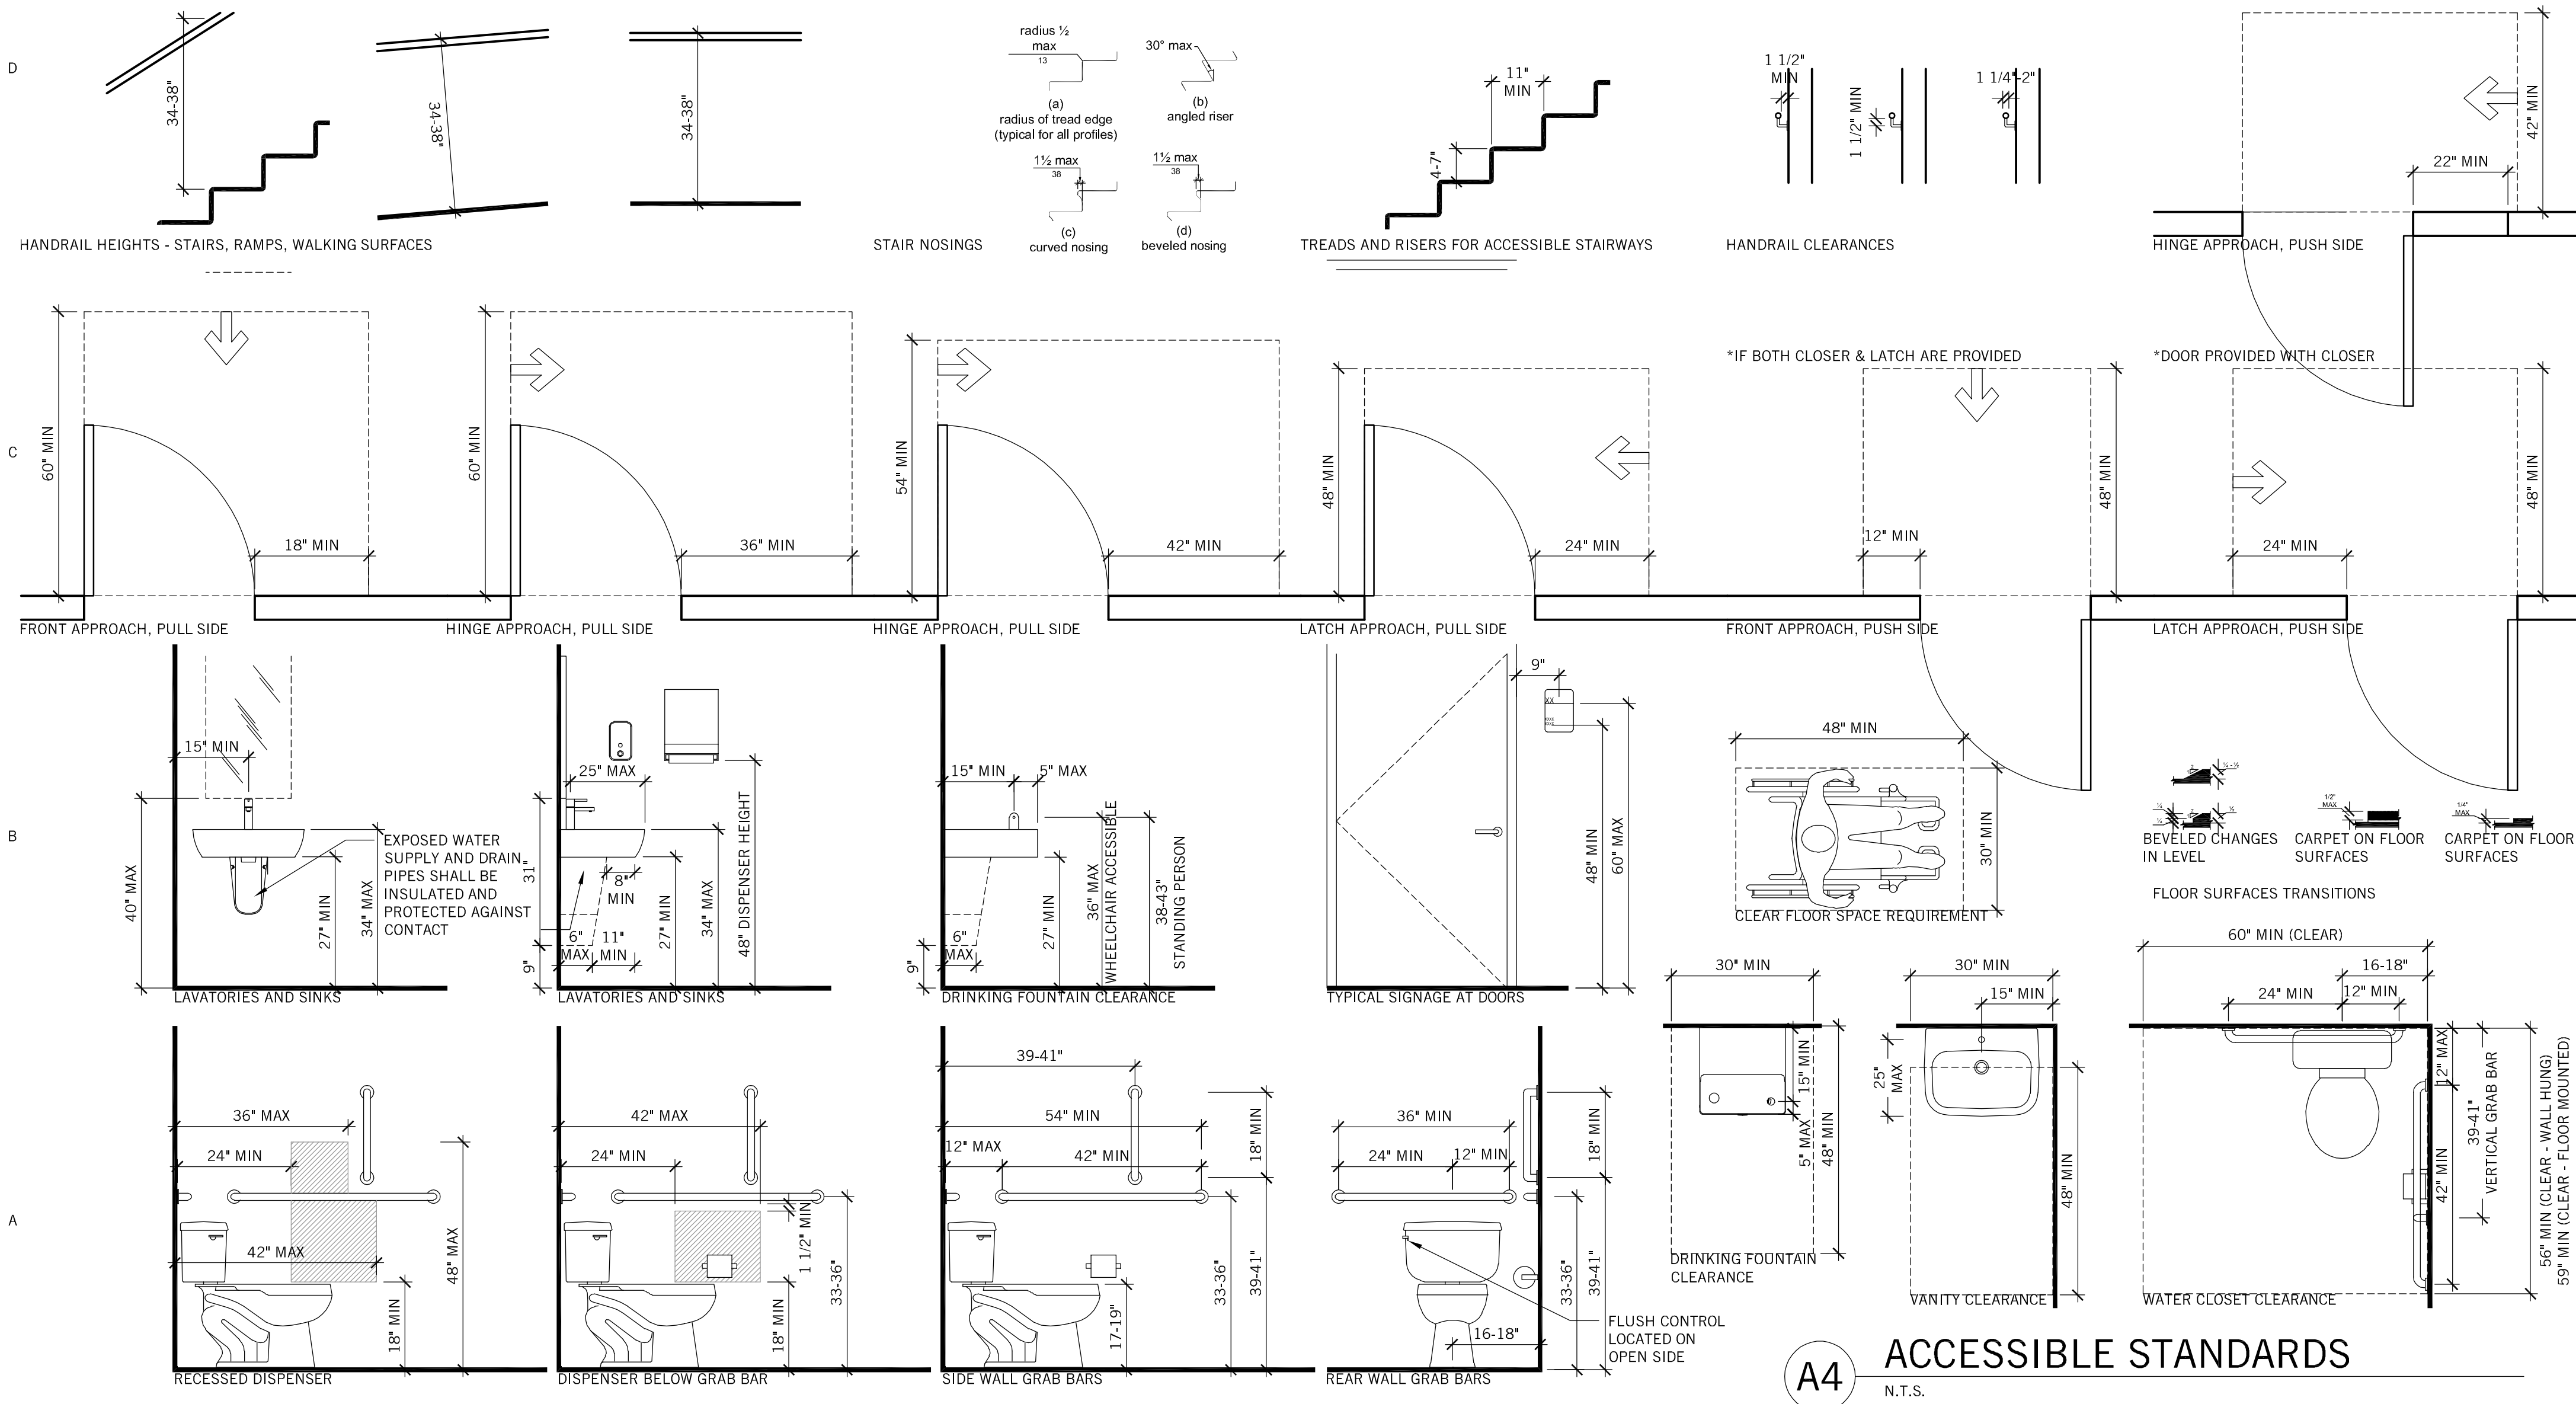 D
34-38"
34-38"
34-38"
HANDRAIL HEIGHTS - STAIRS, RAMPS, WALKING SURFACES
radius ½
max
13
(a)
radius of tread edge
(typical for all profiles)
30° max
(b)
angled riser
1½ max
38
(c)
curved nosing
1½ max
38
(d)
beveled nosing
STAIR NOSINGS
11"
MIN
4-7"
TREADS AND RISERS FOR ACCESSIBLE STAIRWAYS
1 1/2"
MIN
1 1/2" MIN
1 1/4"-2"
HANDRAIL CLEARANCES
42" MIN
22" MIN
HINGE APPROACH, PUSH SIDE
C
60" MIN
18" MIN
FRONT APPROACH, PULL SIDE
60" MIN
36" MIN
HINGE APPROACH, PULL SIDE
54" MIN
42" MIN
HINGE APPROACH, PULL SIDE
48" MIN
24" MIN
LATCH APPROACH, PULL SIDE
*IF BOTH CLOSER & LATCH ARE PROVIDED
48" MIN
12" MIN
FRONT APPROACH, PUSH SIDE
*DOOR PROVIDED WITH CLOSER
48" MIN
24" MIN
LATCH APPROACH, PUSH SIDE
B
15" MIN
40" MAX
27" MIN
34" MAX
EXPOSED WATER
SUPPLY AND DRAIN
PIPES SHALL BE
INSULATED AND
PROTECTED AGAINST
CONTACT
LAVATORIES AND SINKS
25" MAX
31"
8"
MIN
6"
MAX
11"
MIN
9"
27" MIN
34" MAX
48" DISPENSER HEIGHT
LAVATORIES AND SINKS
15" MIN
5" MAX
6"
MAX
9"
27" MIN
36" MAX
WHEELCHAIR ACCESSIBLE
38-43"
STANDING PERSON
DRINKING FOUNTAIN CLEARANCE
9"
XX
48" MIN
60" MAX
TYPICAL SIGNAGE AT DOORS
48" MIN
30" MIN
CLEAR FLOOR SPACE REQUIREMENT
BEVELED CHANGES
IN LEVEL
1/2"
MAX
CARPET ON FLOOR
SURFACES
1/4"
MAX
CARPET ON FLOOR
SURFACES
FLOOR SURFACES TRANSITIONS
A
36" MAX
24" MIN
42" MAX
18" MIN
48" MAX
RECESSED DISPENSER
42" MAX
24" MIN
1 1/2" MIN
18" MIN
33-36"
DISPENSER BELOW GRAB BAR
39-41"
54" MIN
12" MAX
42" MIN
18" MIN
17-19"
33-36"
39-41"
SIDE WALL GRAB BARS
36" MIN
24" MIN
12" MIN
18" MIN
33-36"
39-41"
16-18"
FLUSH CONTROL
LOCATED ON
OPEN SIDE
REAR WALL GRAB BARS
30" MIN
15" MIN
5" MAX
48" MIN
DRINKING FOUNTAIN
CLEARANCE
30" MIN
15" MIN
25"
MAX
48" MIN
VANITY CLEARANCE
60" MIN (CLEAR)
16-18"
24" MIN
12" MIN
12" MAX
42" MIN
39-41"
VERTICAL GRAB BAR
56" MIN (CLEAR - WALL HUNG)
59" MIN (CLEAR - FLOOR MOUNTED)
WATER CLOSET CLEARANCE
A4
ACCESSIBLE STANDARDS
N.T.S.